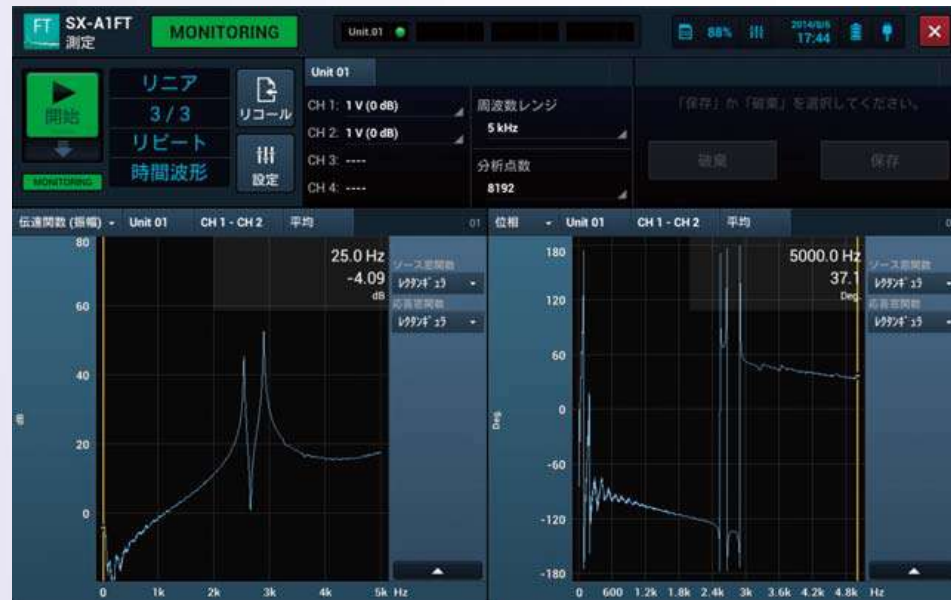 FT SX-A1FT
測定
MONITORING
Unit.01
88%
2014/8/6
17:44
開始
MONITORING
リニア
3 / 3
リピート
時間波形
リコール
設定
Unit 01
CH 1: 1 V (0 dB)
CH 2: 1 V (0 dB)
CH 3: ----
CH 4: ----
周波数レンジ
5 kHz
分析点数
8192
「保存」か「破棄」を選択してください。
破棄
保存
伝達関数 (振幅) Unit 01 CH 1 - CH 2 平均 01
25.0 Hz
-4.09
dB
ソース窓関数
ﾚｸﾀﾝｷﾞｭﾗ
応答窓関数
ﾚｸﾀﾝｷﾞｭﾗ
80
60
40
20
0
dB
0 1k 2k 3k 4k 5k Hz
位相 Unit 01 CH 1 - CH 2 平均
5000.0 Hz
37.1
Deg.
ソース窓関数
ﾚｸﾀﾝｷﾞｭﾗ
応答窓関数
ﾚｸﾀﾝｷﾞｭﾗ
180
120
60
0
-60
-120
-180
Deg.
0 600 1.2k 1.8k 2.4k 3k 3.6k 4.2k 4.8k Hz